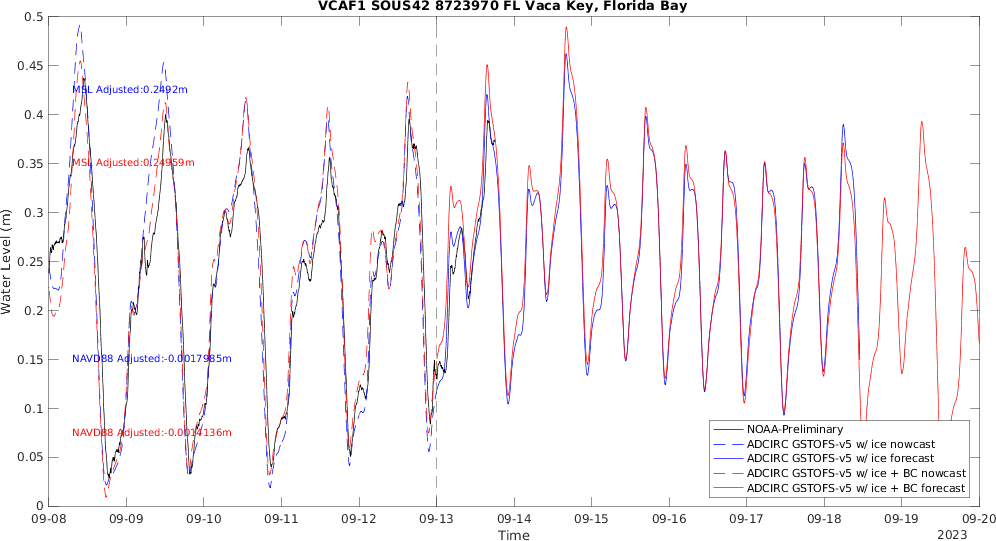 VCAF1 SOUS42 8723970 FL Vaca Key, Florida Bay
0.5
0.45
0.4
0.35
0.3
0.25
0.2
0.15
0.1
0.05
0
Water Level (m)
MSL Adjusted:0.2492m
MSL Adjusted:0.24959m
NAVD88 Adjusted:-0.0017985m
NAVD88 Adjusted:-0.0014136m
NOAA-Preliminary
ADCIRC GSTOFS-v5 w/ ice nowcast
ADCIRC GSTOFS-v5 w/ ice forecast
ADCIRC GSTOFS-v5 w/ ice + BC nowcast
ADCIRC GSTOFS-v5 w/ ice + BC forecast
09-08 09-09 09-10 09-11 09-12 09-13 09-14 09-15 09-16 09-17 09-18 09-19 09-20
Time
2023